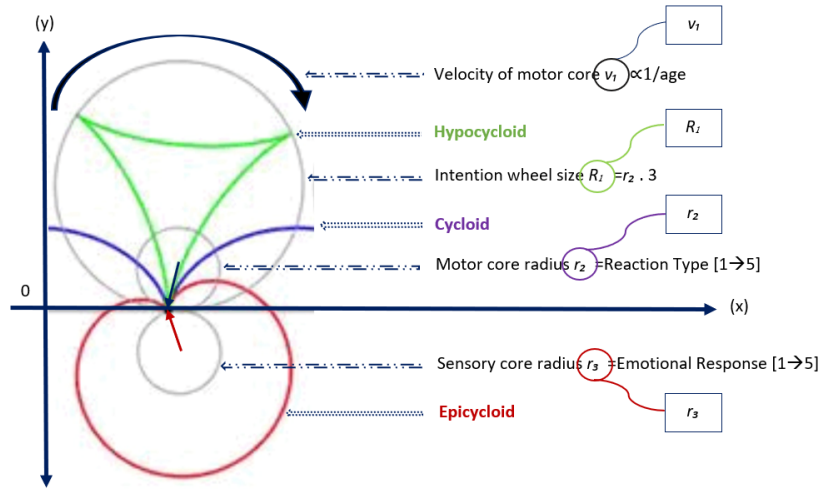 (y)
v₁
Velocity of motor core v₁ ∝1/age
Hypocycloid
R₁
Intention wheel size R₁=r₂ . 3
r₂
Cycloid
Motor core radius r₂=Reaction Type [1→5]
0
(x)
Sensory core radius r₃=Emotional Response [1→5]
Epicycloid
r₃